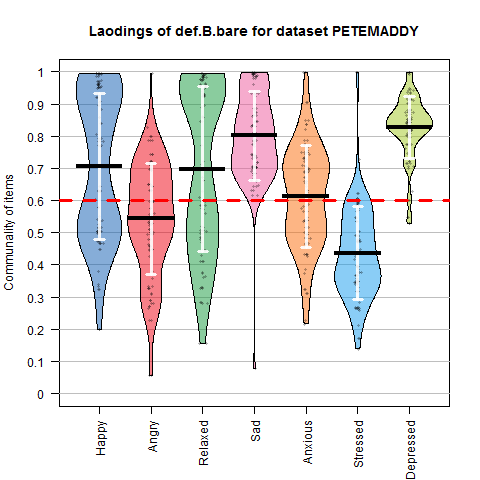 Laodings of def.B.bare for dataset PETEMADDY
Communality of items
1
0.9
0.8
0.7
0.6
0.5
0.4
0.3
0.2
0.1
0
Happy
Angry
Relaxed
Sad
Anxious
Stressed
Depressed